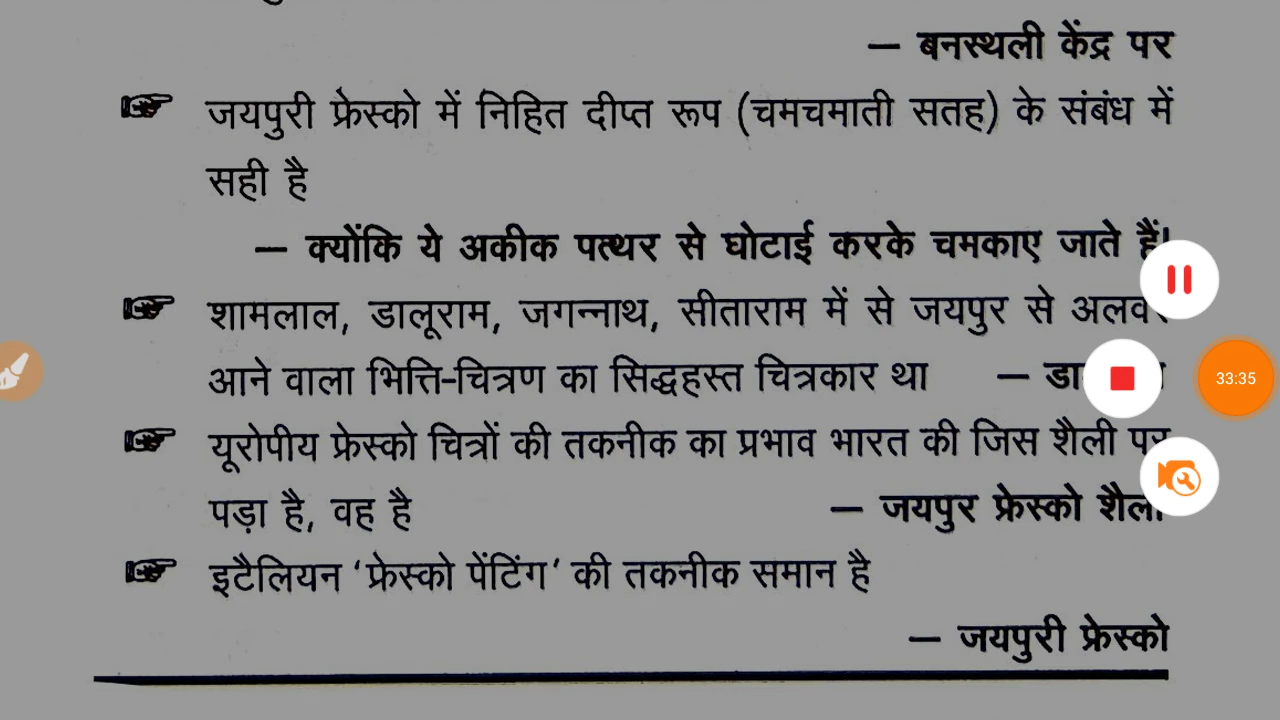 — बनस्थली केंद्र पर
जयपुरी फ्रेस्को में निहित दीप्त रूप (चमचमाती सतह) के संबंध में
सही है
— क्योंकि ये अकीक पत्थर से घोटाई करके चमकाए जाते हैं।
शामलाल, डालूराम, जगन्नाथ, सीताराम में से जयपुर से अलवर
आने वाला भित्ति-चित्रण का सिद्धहस्त चित्रकार था —
यूरोपीय फ्रेस्को चित्रों की तकनीक का प्रभाव भारत की जिस शैली पर
33:35
पड़ा है, वह है — जयपुर फ्रेस्को शैली
इटैलियन ‘फ्रेस्को पेंटिंग’ की तकनीक समान है
— जयपुरी फ्रेस्को